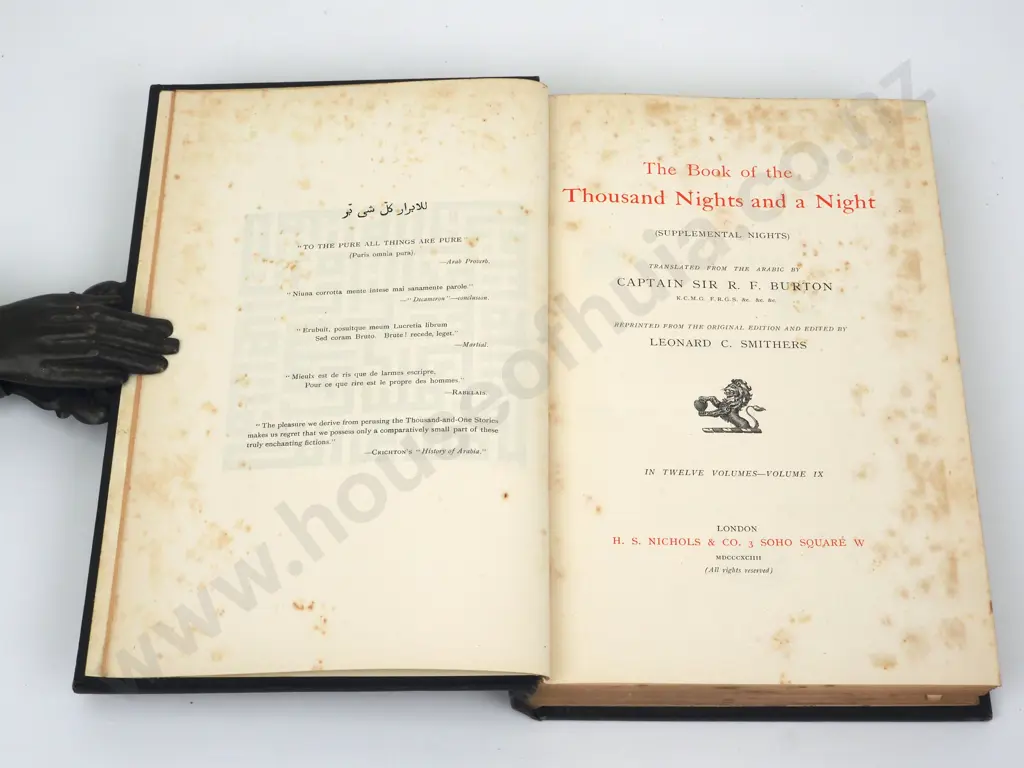 للابرار كلّ شى تبّر
"TO THE PURE ALL THINGS ARE PURE"
(Puris omnia pura).
—Arab Proverb.
"Niuna corrotta mente intese mai sanamente parole."
—"Decameron"—conclusion.
"Erubuit, posuitque meum Lucretia librum
Sed coram Bruto. Brute! recede, leget."
—Martial.
"Mieulx est de ris que de larmes escripre,
Pour ce que rire est le propre des hommes."
—RABELAIS.
"The pleasure we derive from perusing the Thousand-and-One Stories
makes us regret that we possess only a comparatively small part of these
truly enchanting fictions."
—CRICHTON'S "History of Arabia."
The Book of the
Thousand Nights and a Night
(SUPPLEMENTAL NIGHTS)
TRANSLATED FROM THE ARABIC BY
CAPTAIN SIR R. F. BURTON
K.C.M.G. F.R.G.S. &c. &c. &c.
REPRINTED FROM THE ORIGINAL EDITION AND EDITED BY
LEONARD C. SMITHERS
IN TWELVE VOLUMES—VOLUME IX
LONDON
H. S. NICHOLS & CO. 3 SOHO SQUARE W
MDCCCXCIIII
(All rights reserved)
www.houseofhuia.co.nz